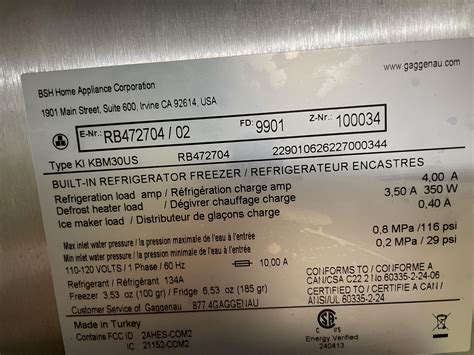 www.gaggenau.com
BSH Home Appliance Corporation
1901 Main Street, Suite 600, Irvine CA 92614, USA
E-Nr.: RB472704 / 02 FD: 9901 Z-Nr.: 100034
Type KI KBM30US RB472704 229010626227000344
BUILT-IN REFRIGERATOR FREEZER / REFRIGERATEUR ENCASTRES
Refrigeration load amp / Réfrigération charge amp 4,00 A
Defrost heater load / Dégivrer chauffage charge 3,50 A 350 W
Ice maker load / Distributeur de glaçons charge 0,40 A
Max inlet water pressure / la pression maximale de l'eau à l'entrée 0,8 MPa /116 psi
Min inlet water pressure / la pression minimale de l'eau à l'entrée 0,2 MPa / 29 psi
110-120 VOLTS / 1 Phase / 60 Hz 10,00 A
Refrigerant / Réfrigérant 134A
Freezer 3.53 oz (100 gr) / Fridge 6.53 oz (185 gr)
Customer Service of Gaggenau 877.4GAGGENAU
CONFORMS TO / CONFORME A
CAN/CSA C22 2 No 60335-2-24-06
CERTIFIED TO / CERTIFIE A CAN /
ANSI/UL 60335-2-24
Made in Turkey
Contains FCC ID 2AHES-COM2
IC 21152-COM2
C US
Energy Verified
240413